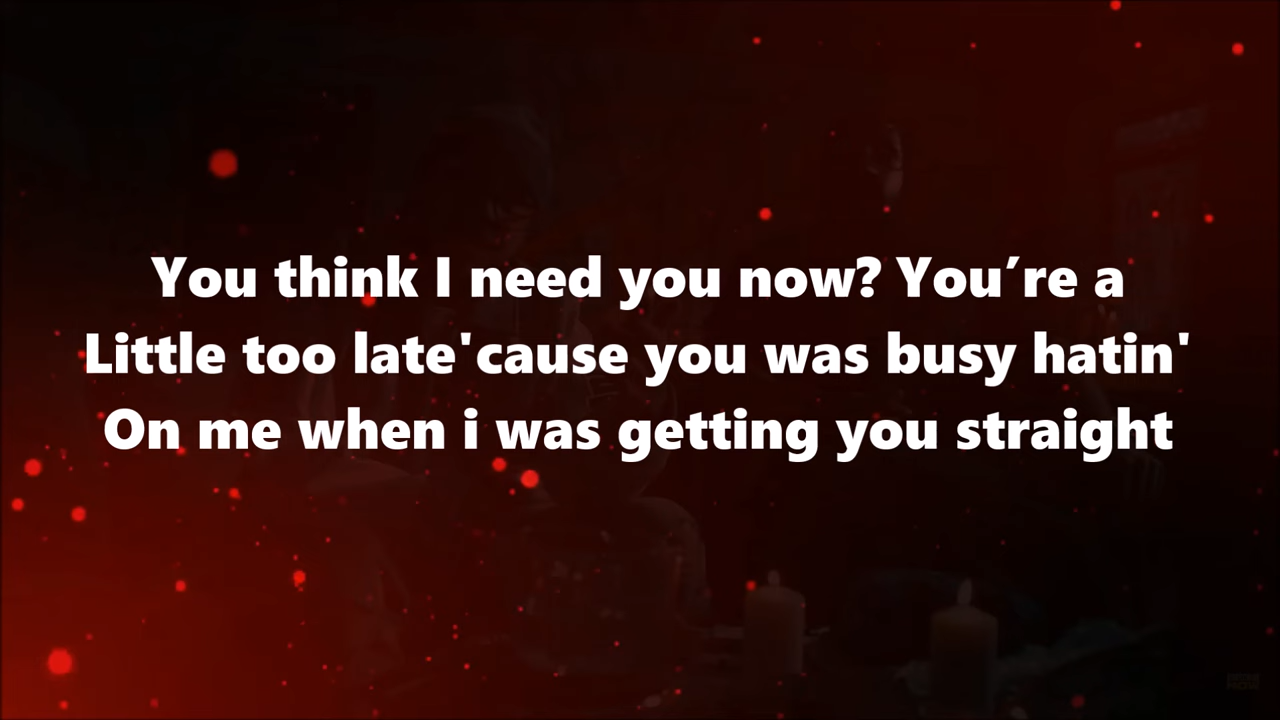 You think I need you now? You’re a
Little too late'cause you was busy hatin'
On me when i was getting you straight